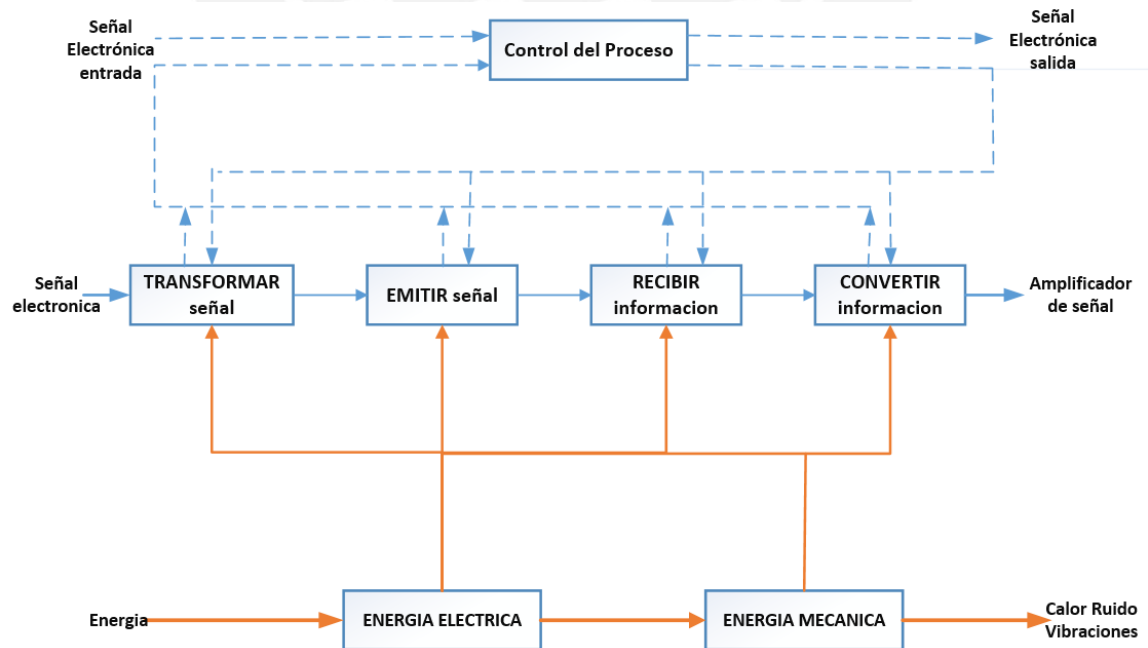 Señal
Electrónica
entrada
Control del Proceso
Señal
Electrónica
salida
Señal
electronica
TRANSFORMAR
señal
EMITIR señal
RECIBIR
informacion
CONVERTIR
informacion
Amplificador
de señal
Energia
ENERGIA ELECTRICA
ENERGIA MECANICA
Calor Ruido
Vibraciones